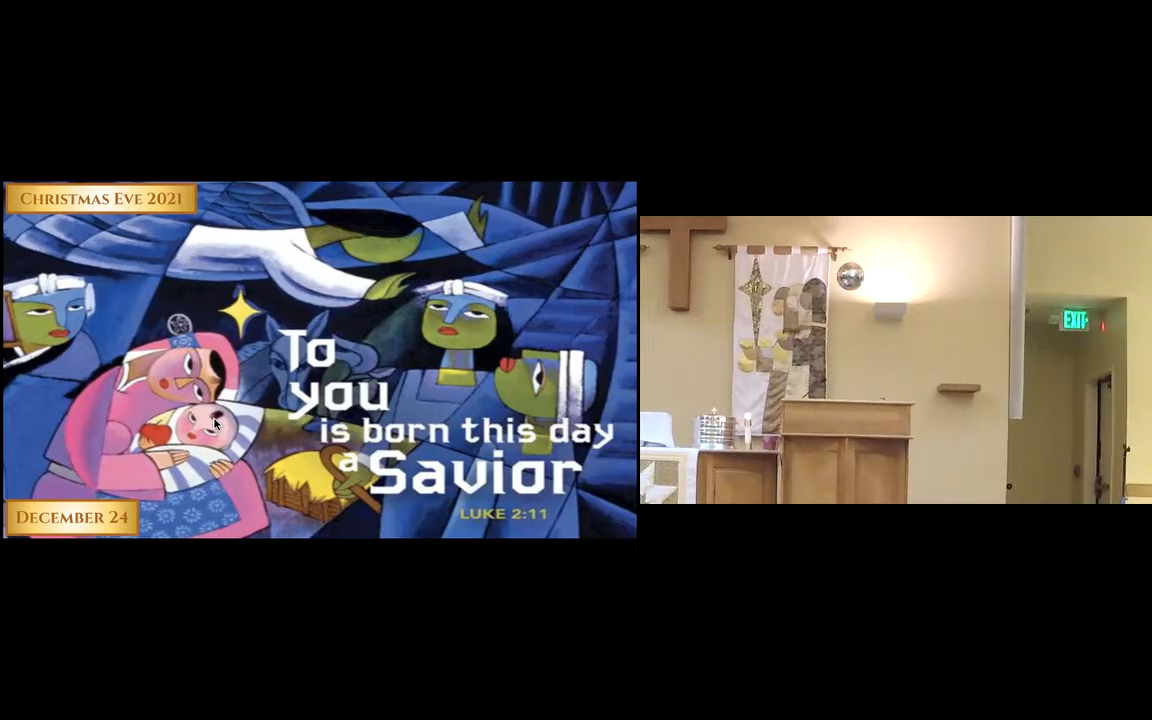 CHRISTMAS EVE 2021
To
you
is born this day
a Savior
LUKE 2:11
DECEMBER 24
EXIT